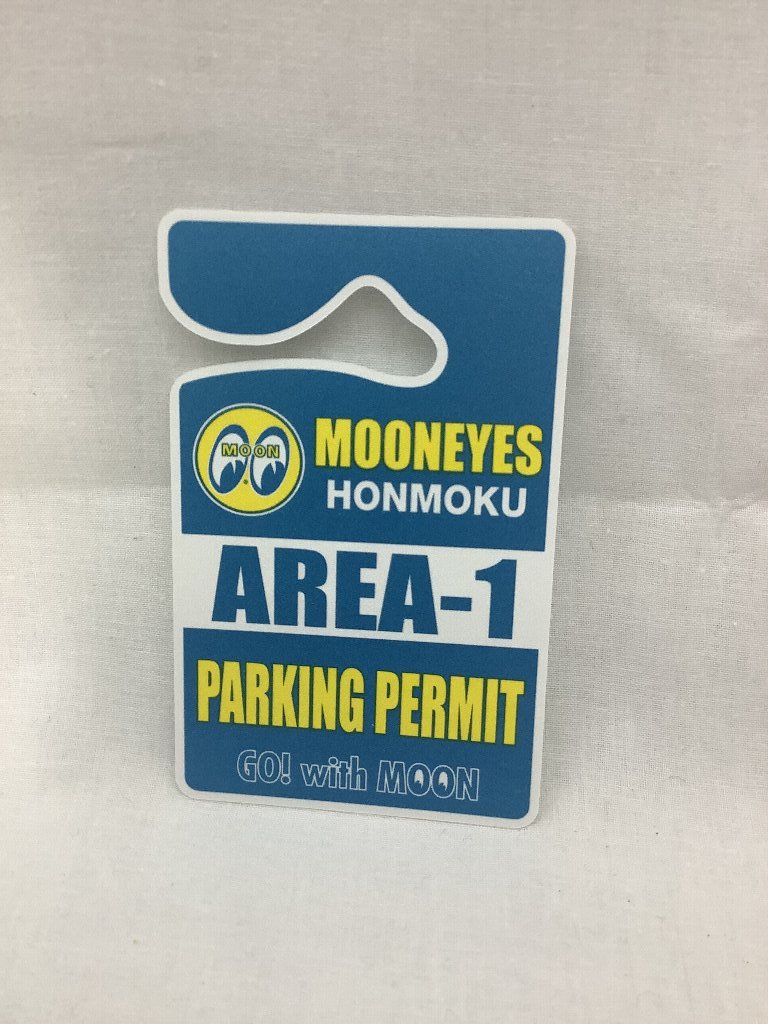 MOON
MOONEYES
HONMOKU
AREA-1
PARKING PERMIT
GO! with MOON